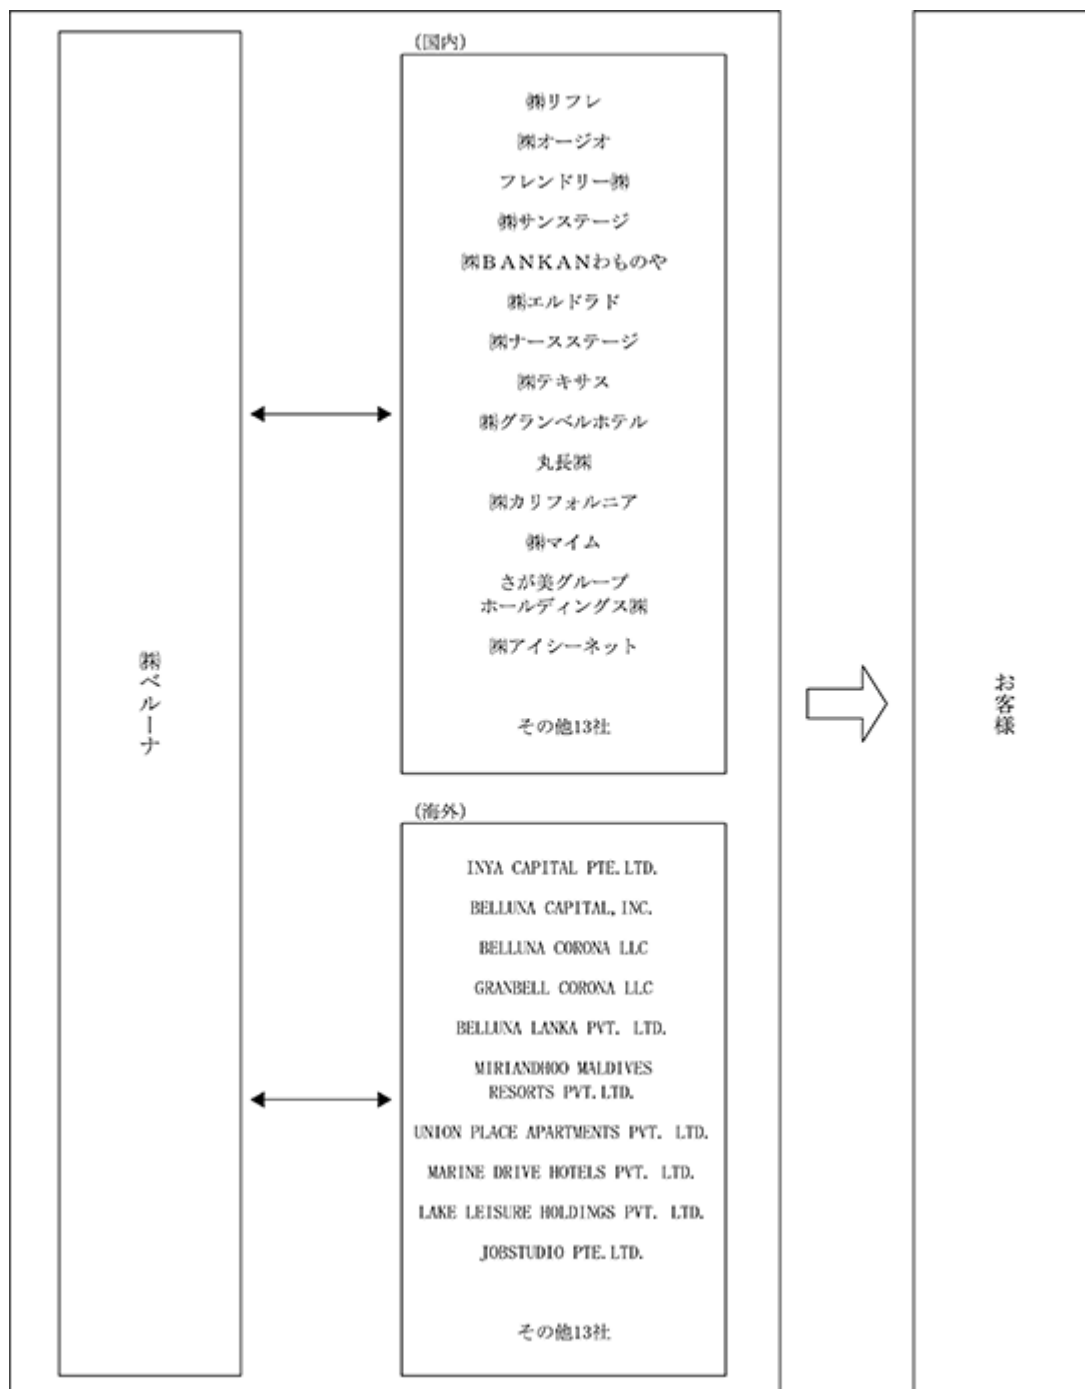 ㈱ベルーナ
(国内)
㈱リフレ
㈱オージオ
フレンドリー㈱
㈱サンステージ
㈱ＢＡＮＫＡＮわものや
㈱エルドラド
㈱ナースステージ
㈱テキサス
㈱グランベルホテル
丸長㈱
㈱カリフォルニア
㈱マイム
さが美グループ
ホールディングス㈱
㈱アイシーネット
その他13社
(海外)
INYA CAPITAL PTE.LTD.
BELLUNA CAPITAL,INC.
BELLUNA CORONA LLC
GRANBELL CORONA LLC
BELLUNA LANKA PVT. LTD.
MIRIANDHOO MALDIVES
RESORTS PVT.LTD.
UNION PLACE APARTMENTS PVT. LTD.
MARINE DRIVE HOTELS PVT. LTD.
LAKE LEISURE HOLDINGS PVT. LTD.
JOBSTUDIO PTE.LTD.
その他13社
お客様